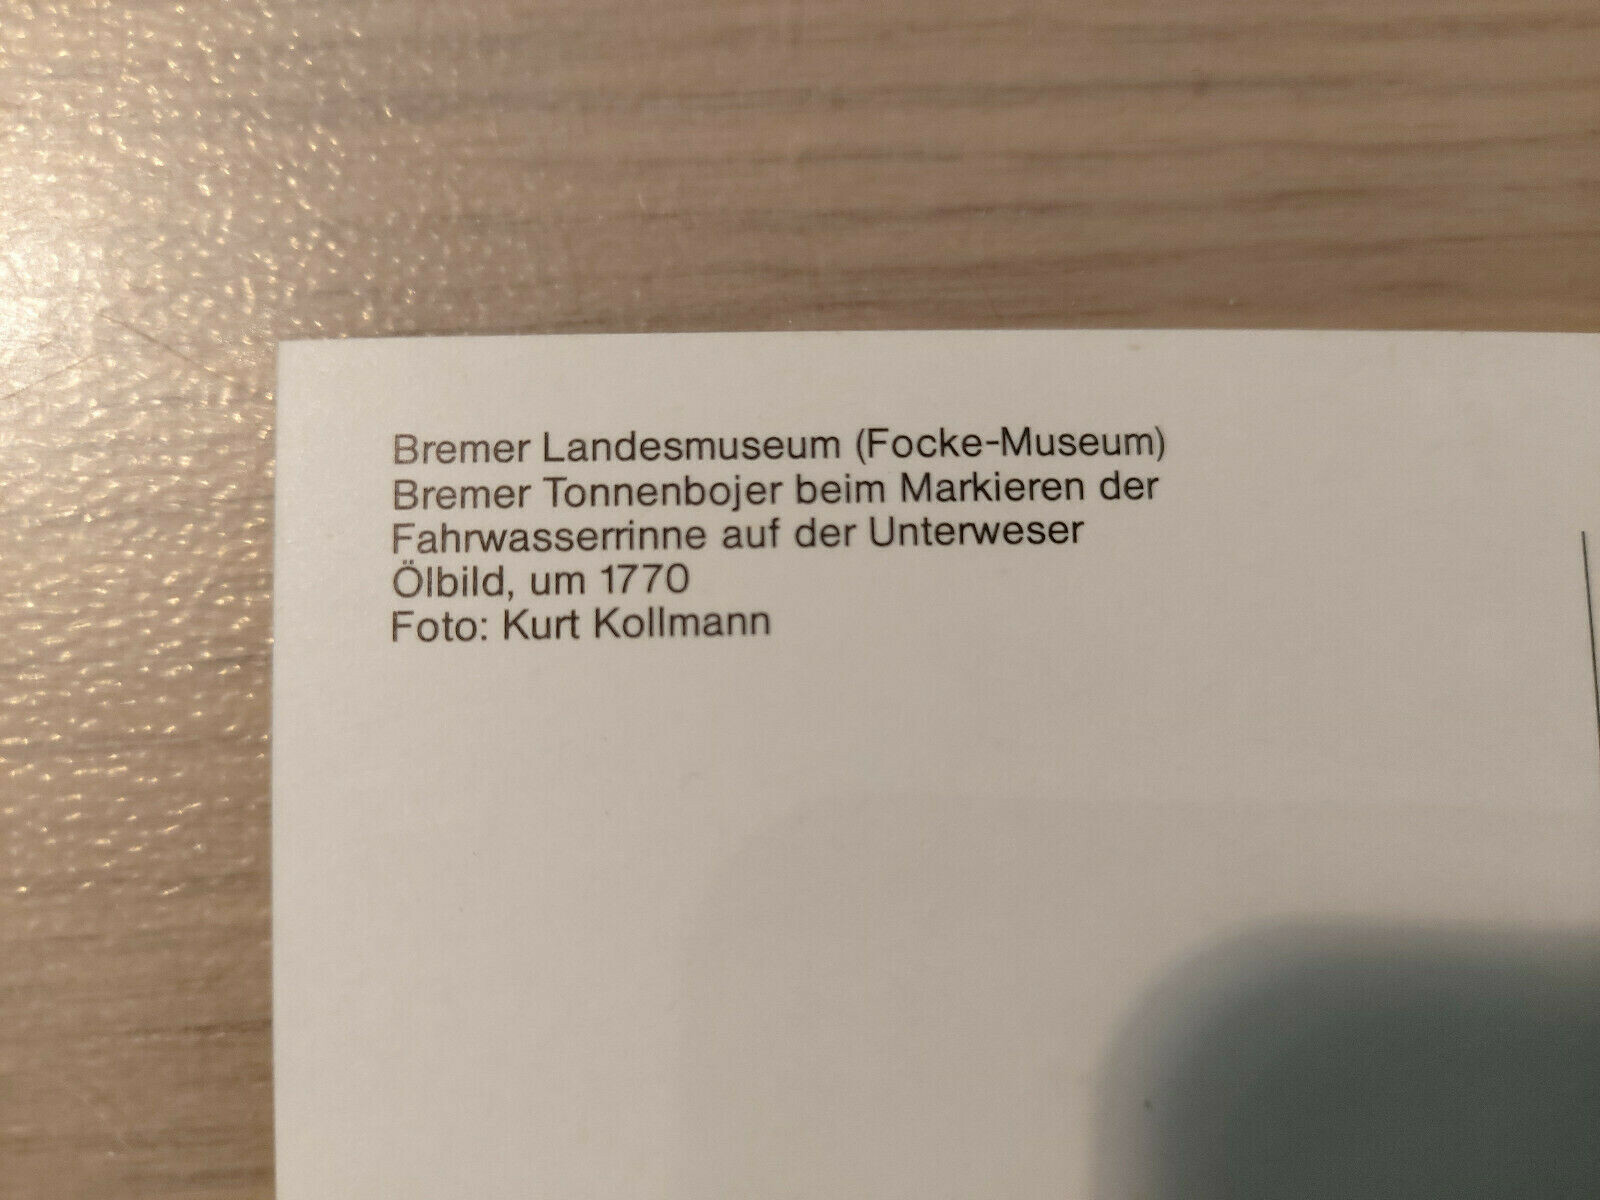 Bremer Landesmuseum (Focke-Museum)
Bremer Tonnenbojer beim Markieren der
Fahrwasserrinne auf der Unterweser
Ölbild, um 1770
Foto: Kurt Kollmann